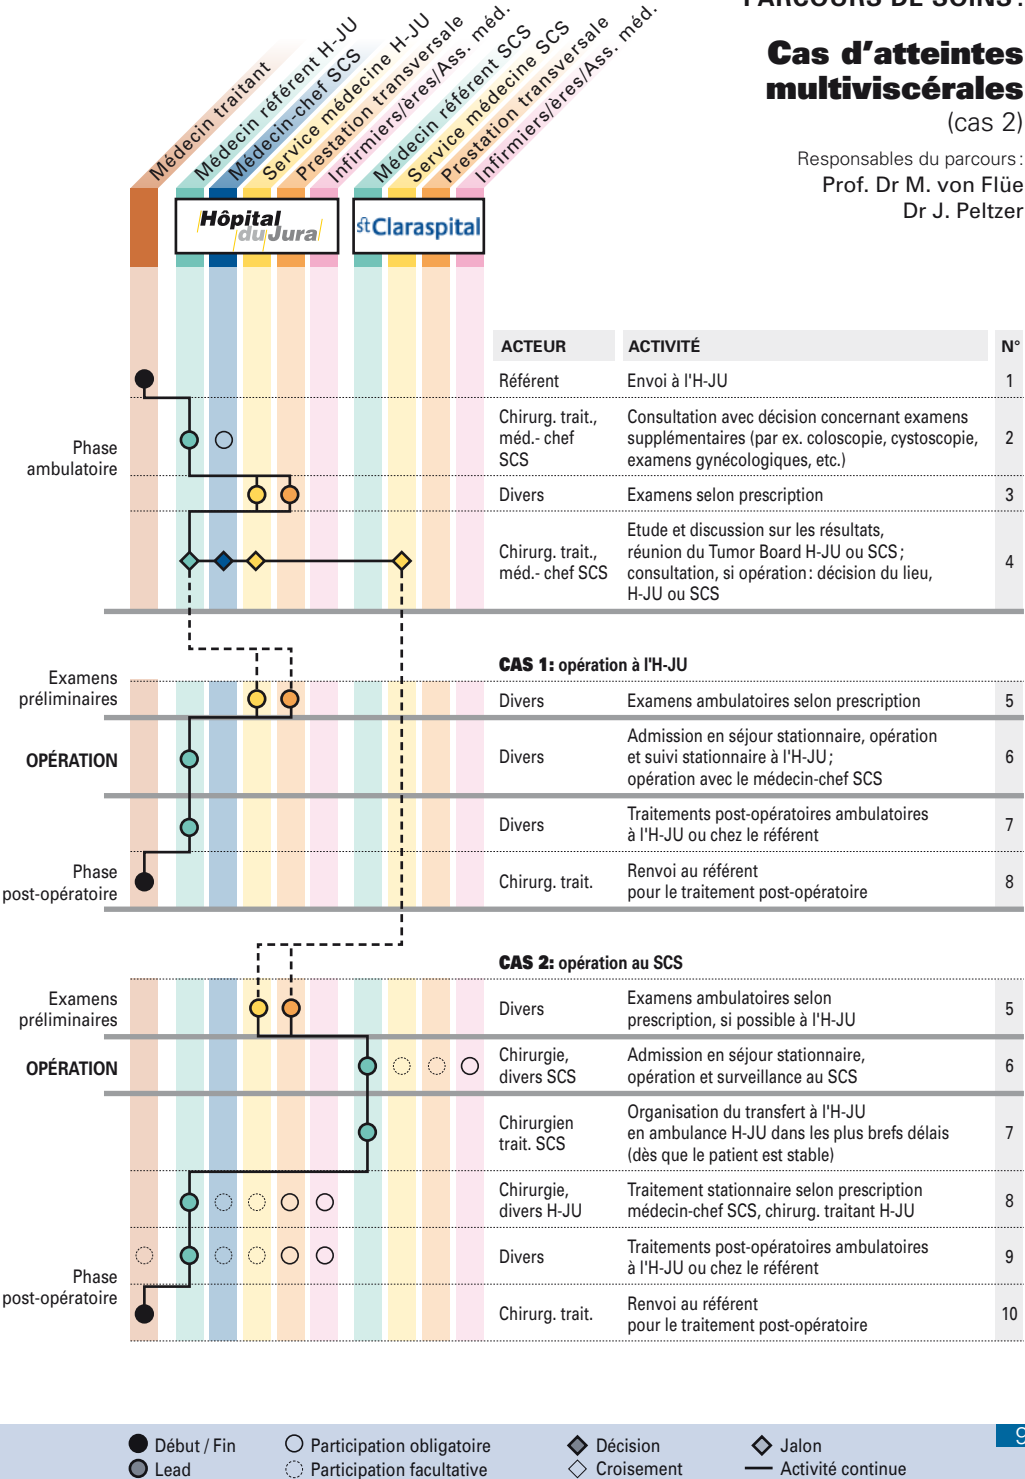 PARCOURS DE SOINS:
Cas d'atteintes
multiviscérales
(cas 2)
Responsables du parcours:
Prof. Dr M. von Flüe
Dr J. Peltzer
Médecin traitant
Médecin référent H-JU
Médecin-chef SCS
Service médecine H-JU
Prestation transversale
Infirmiers/ères/Ass. méd.
Médecin référent SCS
Service médecine SCS
Prestation transversale
Infirmiers/ères/Ass. méd.
Hôpital
du Jura
st Claraspital
ACTEUR ACTIVITÉ N°
Référent Envoi à l'H-JU 1
Phase
ambulatoire
Chirurg. trait., Consultation avec décision concernant examens
méd.- chef supplémentaires (par ex. coloscopie, cystoscopie, 2
SCS examens gynécologiques, etc.)
Divers Examens selon prescription 3
Etude et discussion sur les résultats,
Chirurg. trait., réunion du Tumor Board H-JU ou SCS;
méd.- chef SCS consultation, si opération: décision du lieu, 4
H-JU ou SCS
CAS 1: opération à l'H-JU
Examens
préliminaires Divers Examens ambulatoires selon prescription 5
Admission en séjour stationnaire, opération
OPÉRATION Divers et suivi stationnaire à l'H-JU; 6
opération avec le médecin-chef SCS
Divers Traitements post-opératoires ambulatoires 7
à l'H-JU ou chez le référent
Phase
post-opératoire
Chirurg. trait. Renvoi au référent 8
pour le traitement post-opératoire
CAS 2: opération au SCS
Examens
préliminaires
Divers Examens ambulatoires selon 5
prescription, si possible à l'H-JU
OPÉRATION
Chirurgie, Admission en séjour stationnaire, 6
divers SCS opération et surveillance au SCS
Chirurgien Organisation du transfert à l'H-JU
trait. SCS en ambulance H-JU dans les plus brefs délais 7
(dès que le patient est stable)
Chirurgie, Traitement stationnaire selon prescription 8
divers H-JU médecin-chef SCS, chirurg. traitant H-JU
Divers Traitements post-opératoires ambulatoires 9
à l'H-JU ou chez le référent
Phase
post-opératoire
Chirurg. trait. Renvoi au référent 10
pour le traitement post-opératoire
9
Début / Fin Participation obligatoire Décision Jalon
Lead Participation facultative Croisement Activité continue